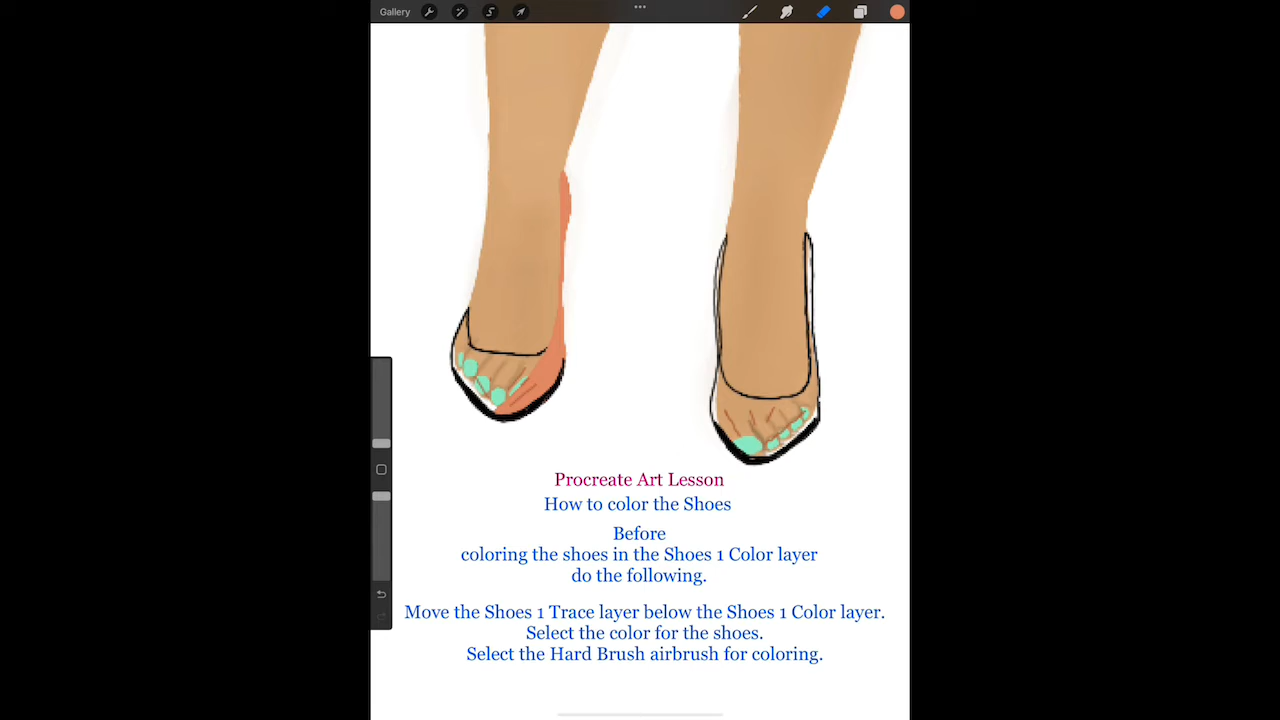 Gallery
Procreate Art Lesson
How to color the Shoes
Before
coloring the shoes in the Shoes 1 Color layer
do the following.
Move the Shoes 1 Trace layer below the Shoes 1 Color layer.
Select the color for the shoes.
Select the Hard Brush airbrush for coloring.